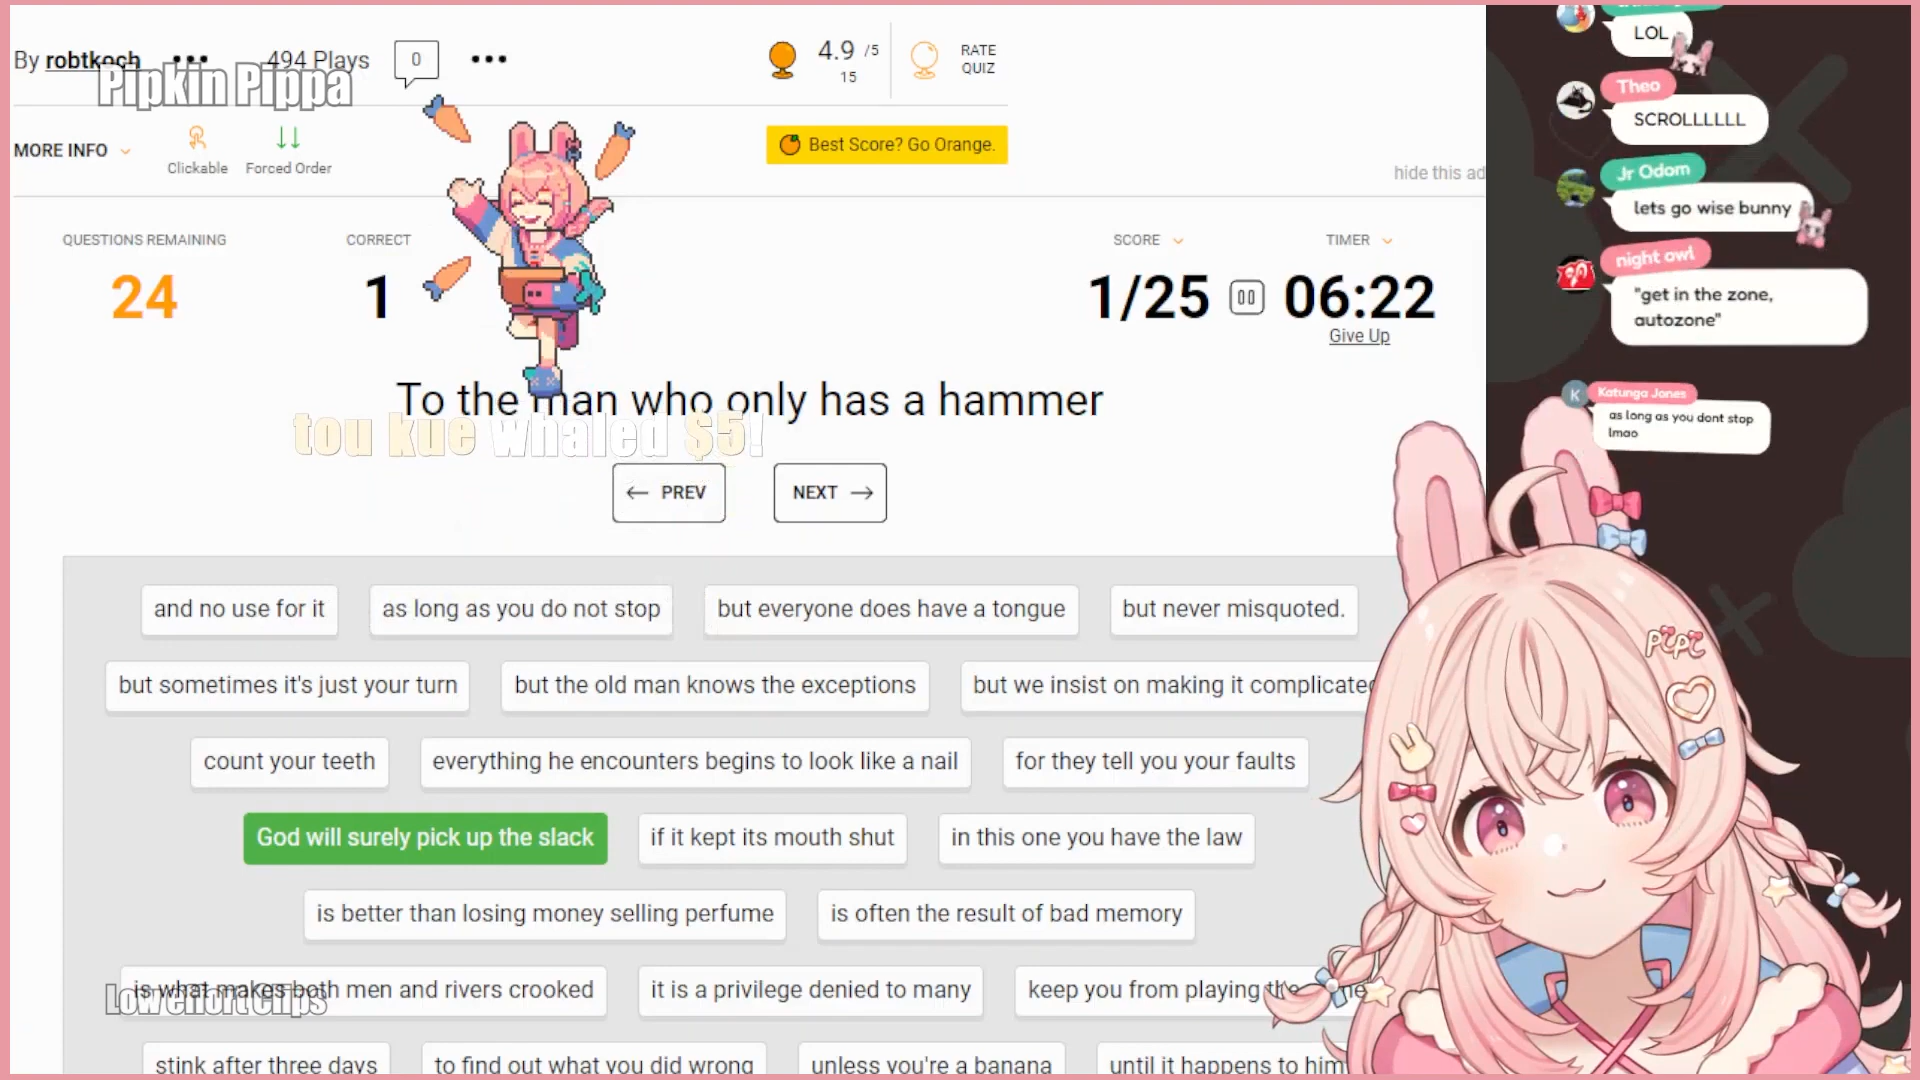 By robtkoch ••• 494 Plays 0 •••
4.9 /5
15
RATE
QUIZ
Pipkin Pippa
MORE INFO
Clickable
Forced Order
Best Score? Go Orange.
hide this ad
QUESTIONS REMAINING
24
CORRECT
1
SCORE
1/25
TIMER
06:22
Give Up
To the man who only has a hammer
tou kue whaled $5!
← PREV
NEXT →
and no use for it
as long as you do not stop
but everyone does have a tongue
but never misquoted.
but sometimes it's just your turn
but the old man knows the exceptions
but we insist on making it complicated
count your teeth
everything he encounters begins to look like a nail
for they tell you your faults
God will surely pick up the slack
if it kept its mouth shut
in this one you have the law
is better than losing money selling perfume
is often the result of bad memory
is what makes both men and rivers crooked
it is a privilege denied to many
keep you from playing the
Low effort clips
stink after three days
to find out what you did wrong
unless you're a banana
until it happens to him
LOL
Theo
SCROLLLLLL
Jr Odom
lets go wise bunny
night owl
"get in the zone,
autozone"
K
Katunga Jones
as long as you dont stop
lmao
PiPi